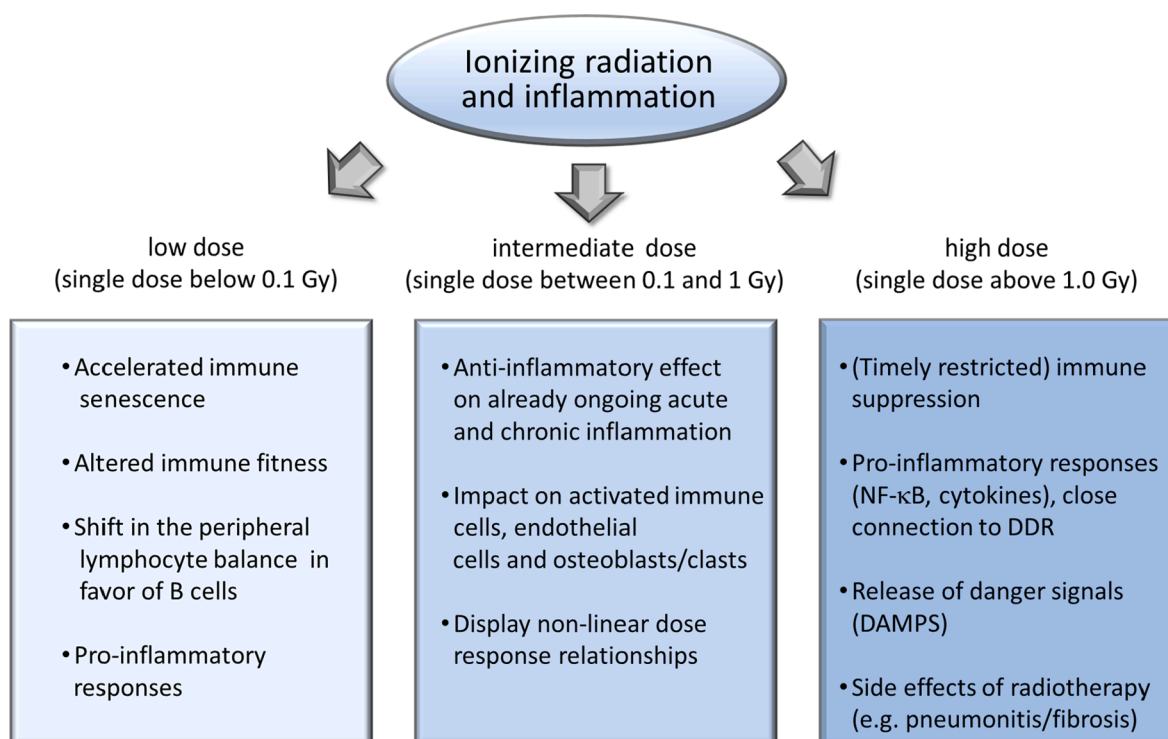 Ionizing radiation
and inflammation
low dose
(single dose below 0.1 Gy)
intermediate dose
(single dose between 0.1 and 1 Gy)
high dose
(single dose above 1.0 Gy)
• Accelerated immune
senescence
• Altered immune fitness
• Shift in the peripheral
lymphocyte balance in
favor of B cells
• Pro-inflammatory
responses
• Anti-inflammatory effect
on already ongoing acute
and chronic inflammation
• Impact on activated immune
cells, endothelial
cells and osteoblasts/clasts
• Display non-linear dose
response relationships
• (Timely restricted) immune
suppression
• Pro-inflammatory responses
(NF-κB, cytokines), close
connection to DDR
• Release of danger signals
(DAMPS)
• Side effects of radiotherapy
(e.g. pneumonitis/fibrosis)